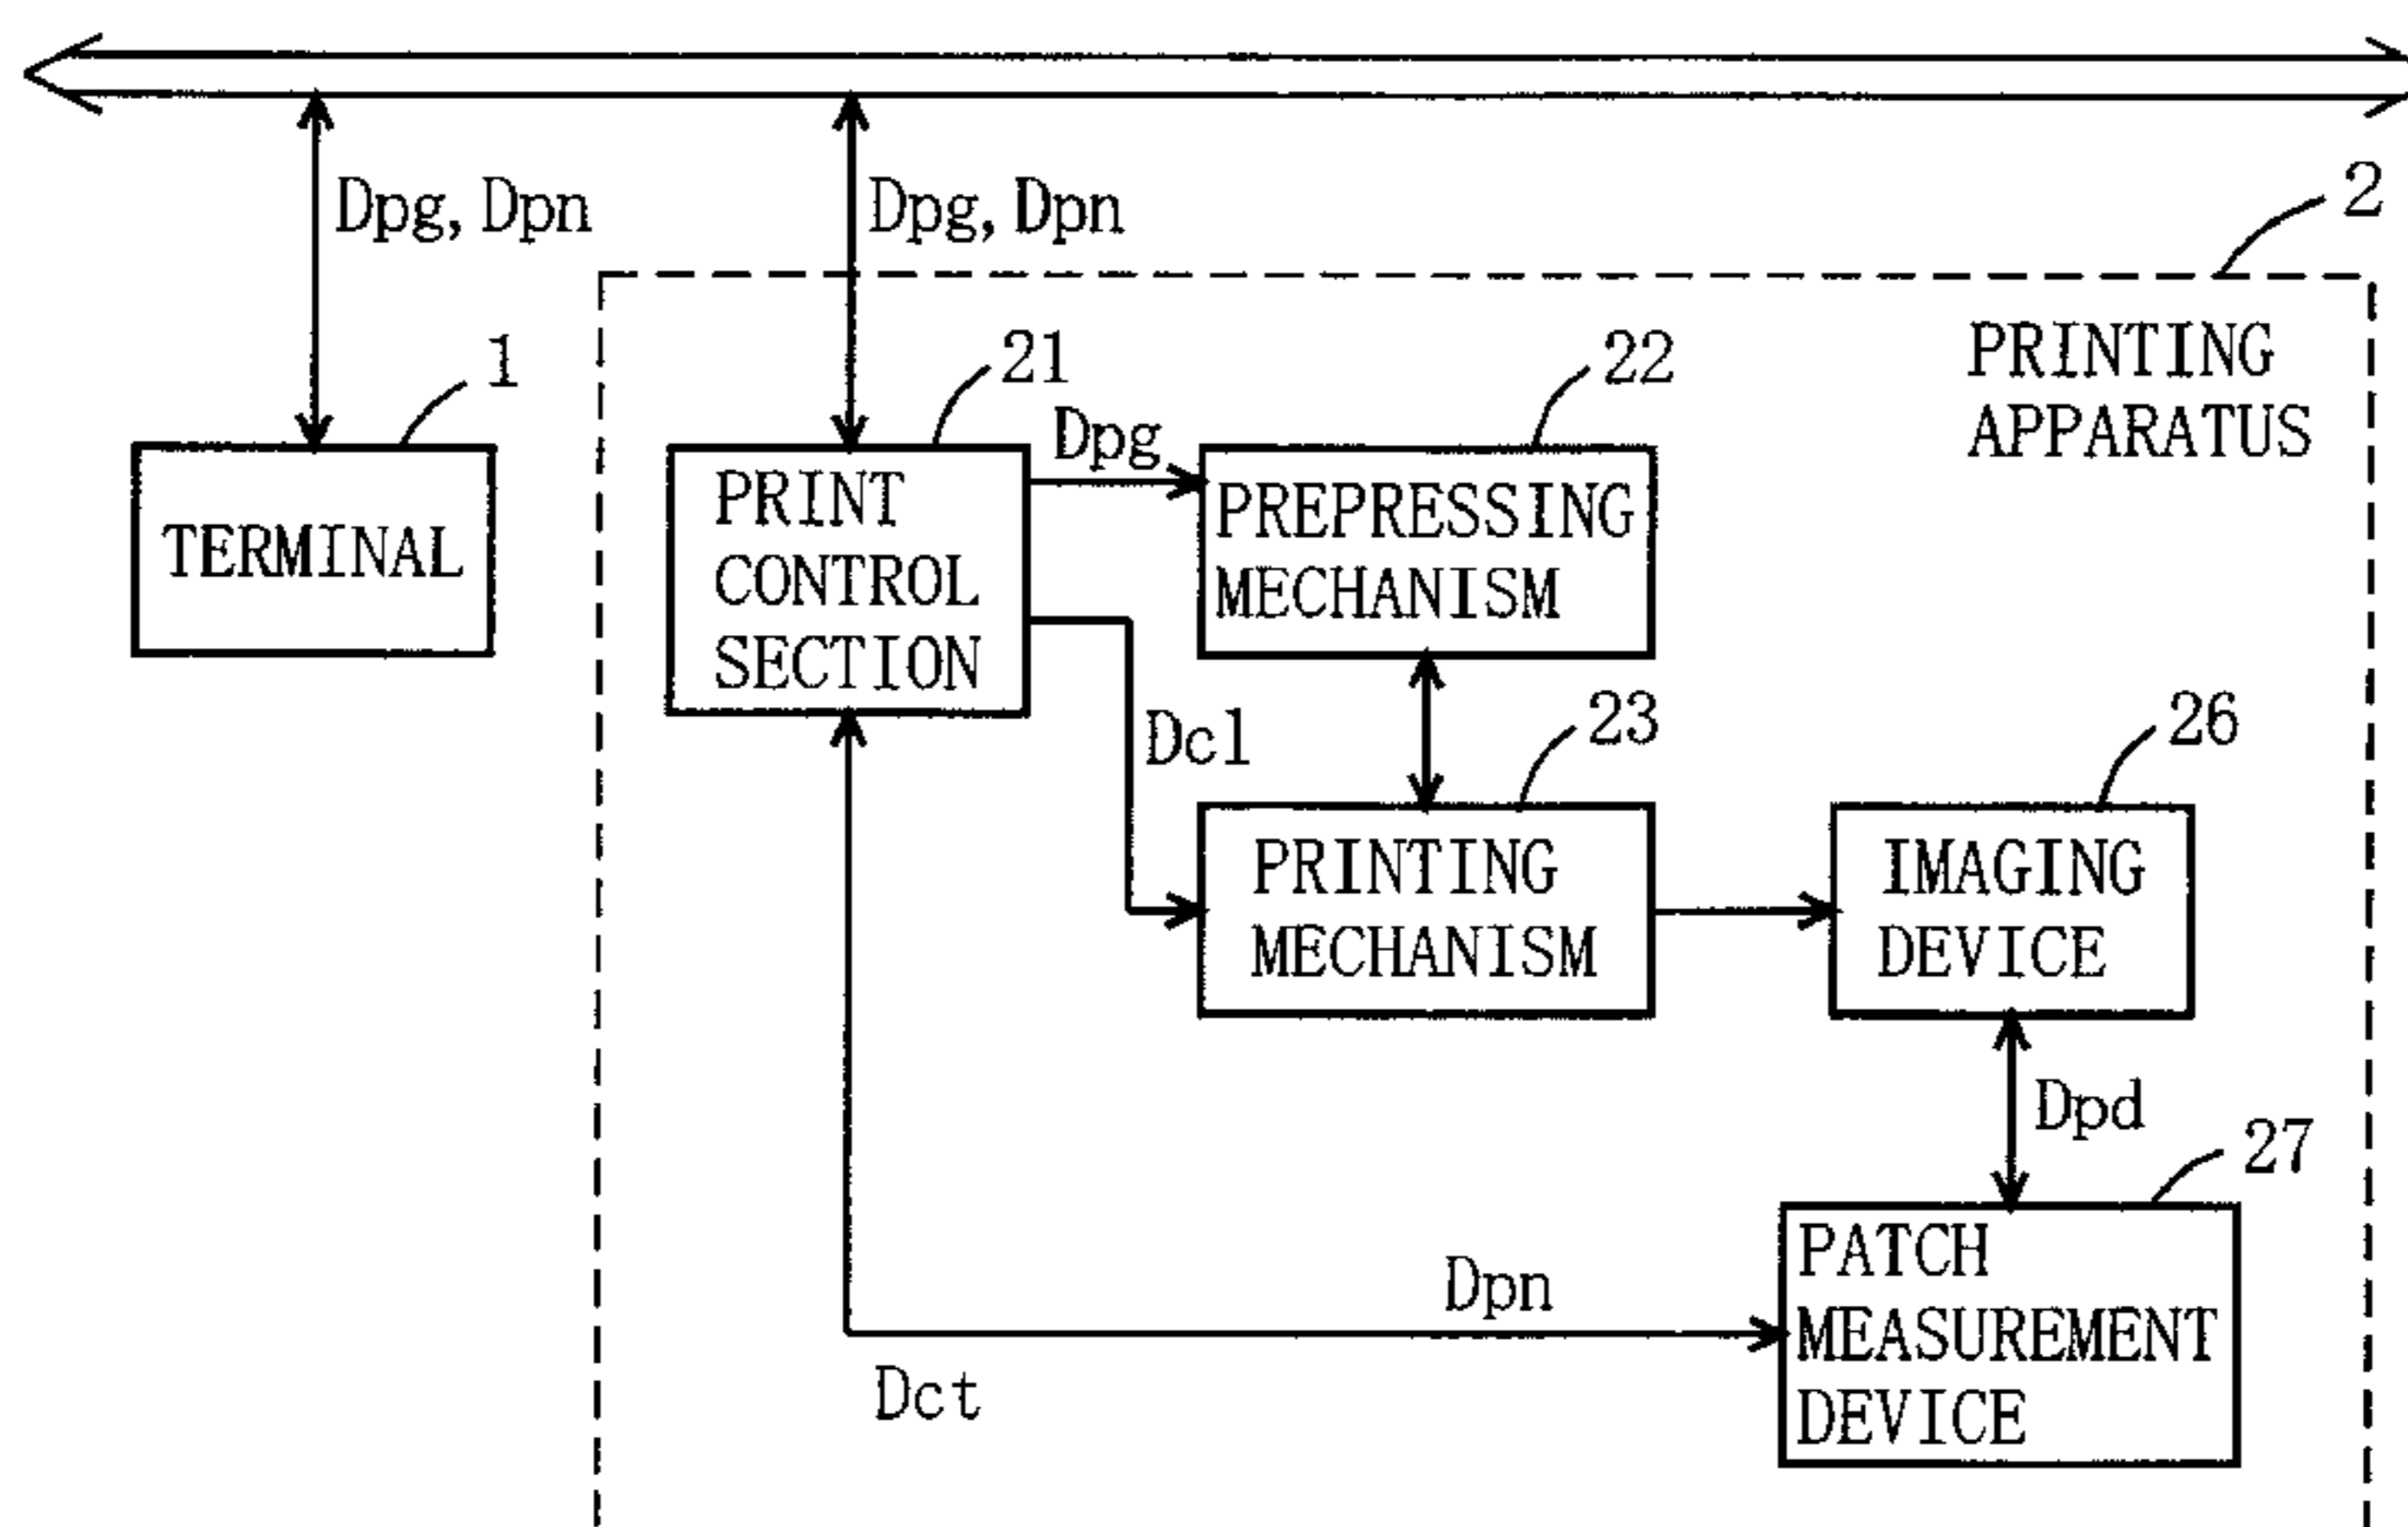 Dpg, Dpn
Dpg, Dpn
2
PRINTING
APPARATUS
1
21
22
TERMINAL
PRINT
CONTROL
SECTION
Dpg
PREPRESSING
MECHANISM
Dcl
23
26
PRINTING
MECHANISM
IMAGING
DEVICE
Dpd
27
Dpn
PATCH
MEASUREMENT
DEVICE
Dct